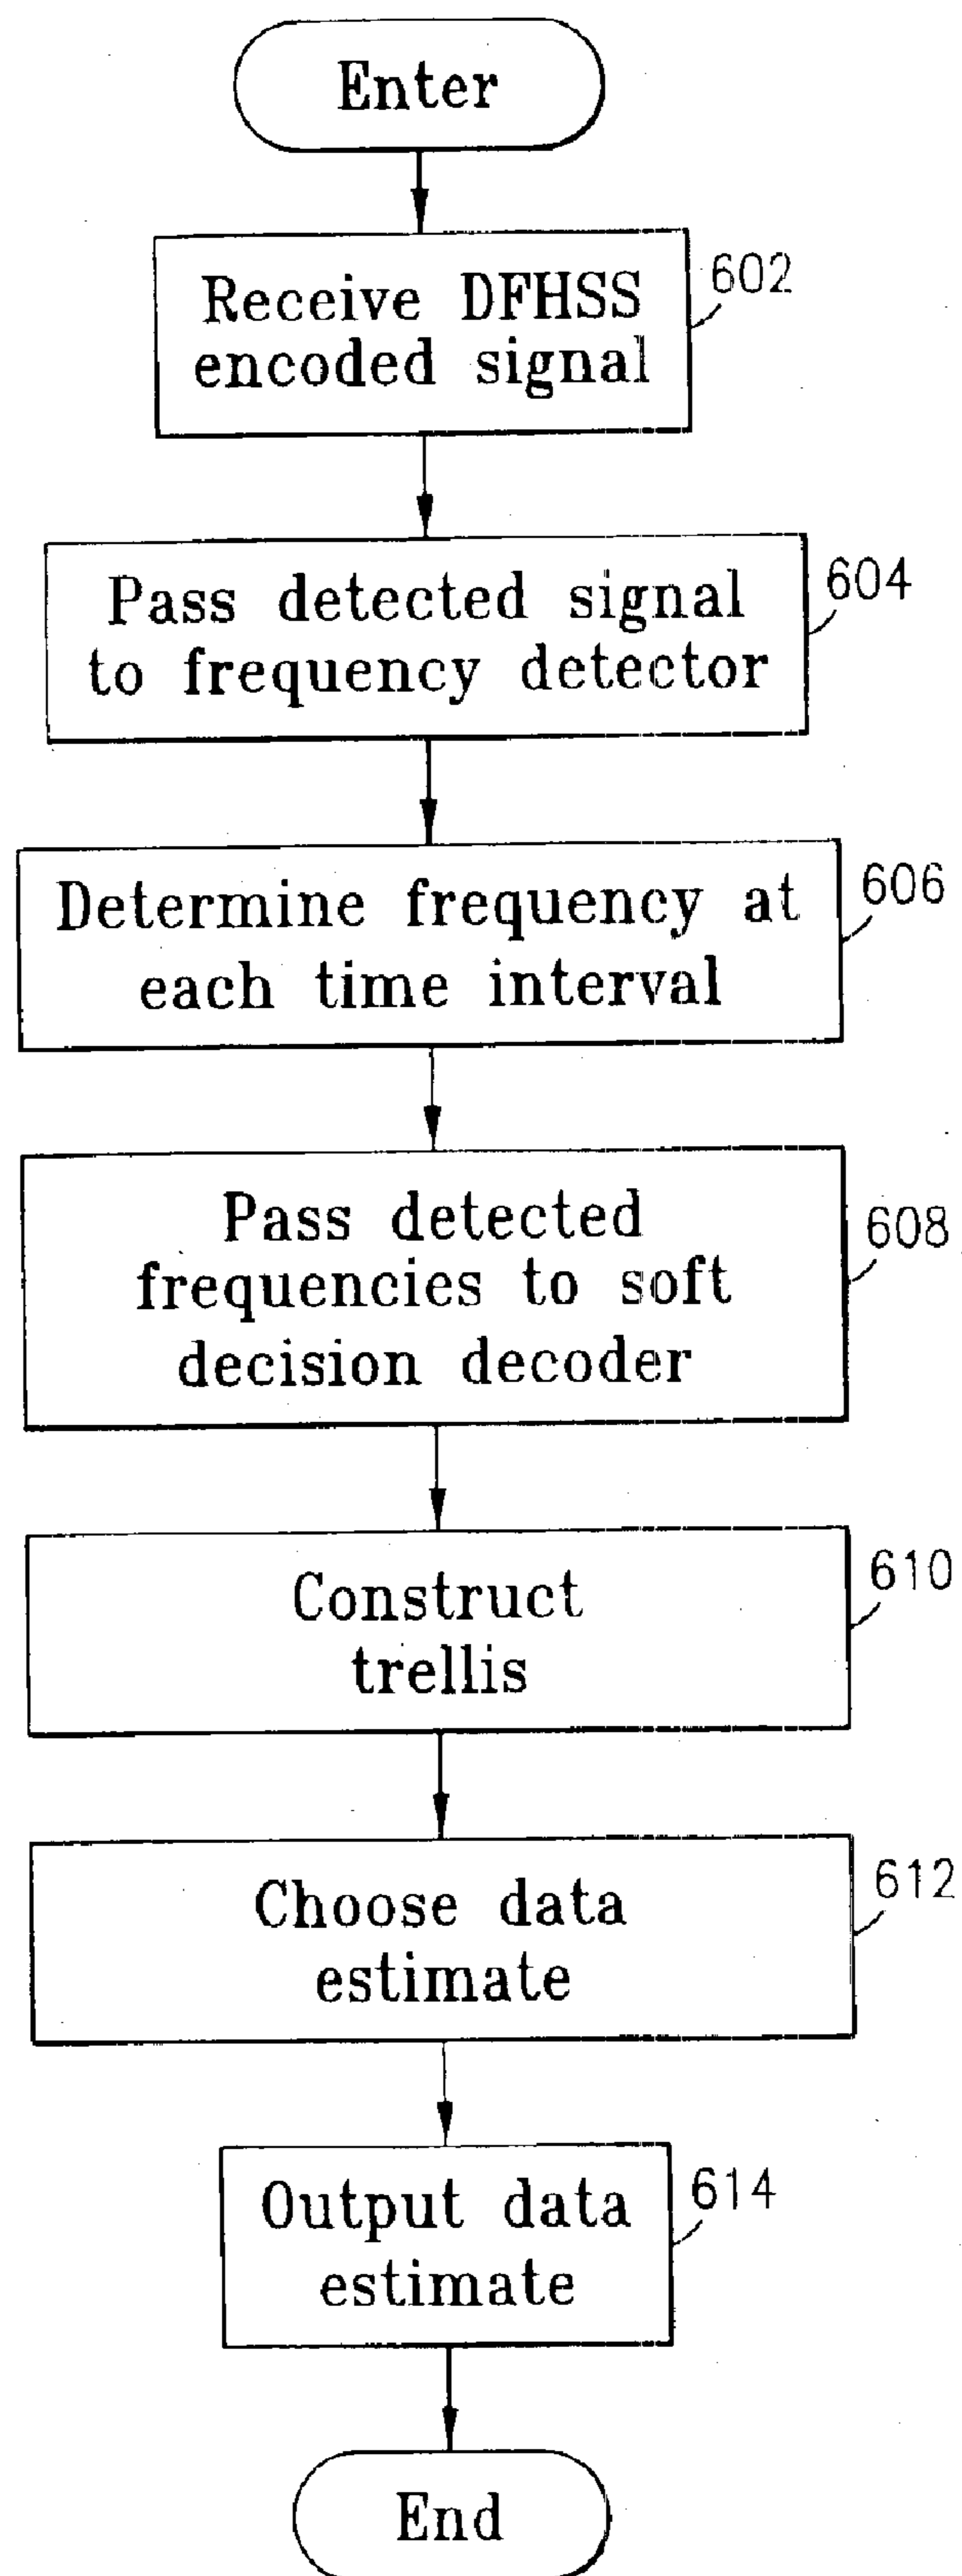 Enter
Receive DFHSS
encoded signal
602
Pass detected signal
to frequency detector
604
Determine frequency at
each time interval
606
Pass detected
frequencies to soft
decision decoder
608
Construct
trellis
610
Choose data
estimate
612
Output data
estimate
614
End